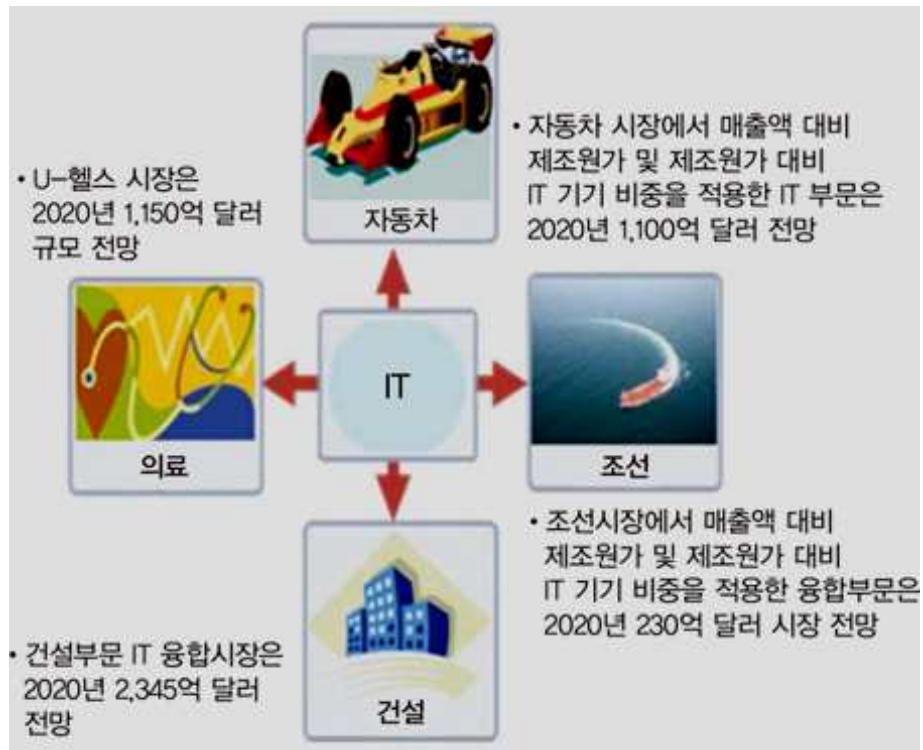 자동차
• 자동차 시장에서 매출액 대비
제조원가 및 제조원가 대비
IT 기기 비중을 적용한 IT 부문은
2020년 1,100억 달러 전망
• U-헬스 시장은
2020년 1,150억 달러
규모 전망
의료
IT
조선
• 조선시장에서 매출액 대비
제조원가 및 제조원가 대비
IT 기기 비중을 적용한 융합부문은
2020년 230억 달러 시장 전망
• 건설부문 IT 융합시장은
2020년 2,345억 달러
전망
건설